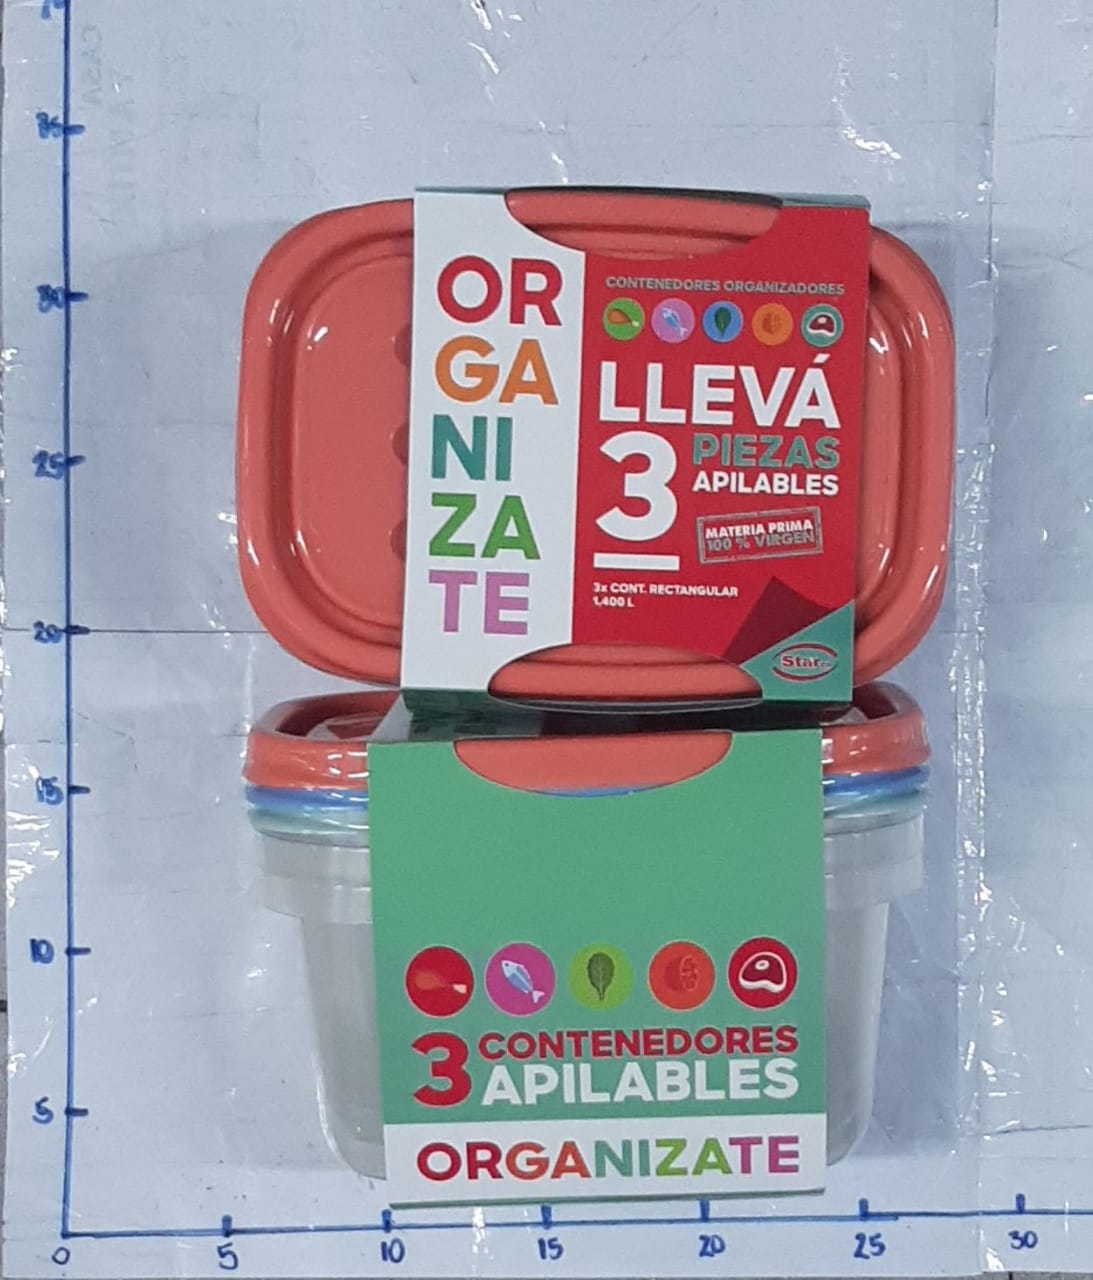 OR
GA
NI
ZA
TE
CONTENEDORES ORGANIZADORES
LLEVÁ
3 PIEZAS
APILABLES
MATERIA PRIMA
100 % VIRGEN
3x CONT. RECTANGULAR
1,400 L
Star
3 CONTENEDORES
APILABLES
ORGANIZATE
35
30
25
20
15
10
5
0 5 10 15 20 25 30